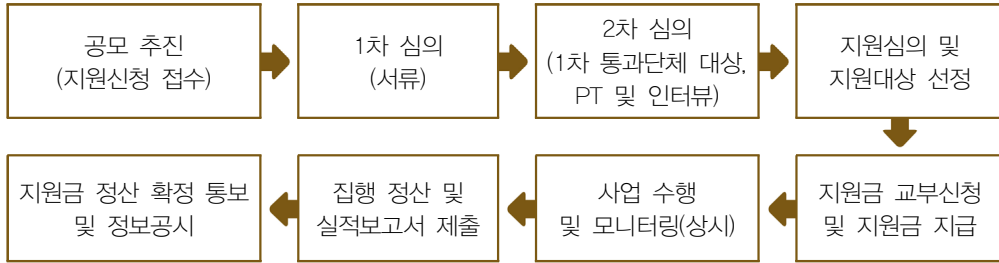 공모 추진
(지원신청 접수)
1차 심의
(서류)
2차 심의
(1차 통과단체 대상,
PT 및 인터뷰)
지원심의 및
지원대상 선정
지원금 교부신청
및 지원금 지급
사업 수행
및 모니터링(상시)
집행 정산 및
실적보고서 제출
지원금 정산 확정 통보
및 정보공시